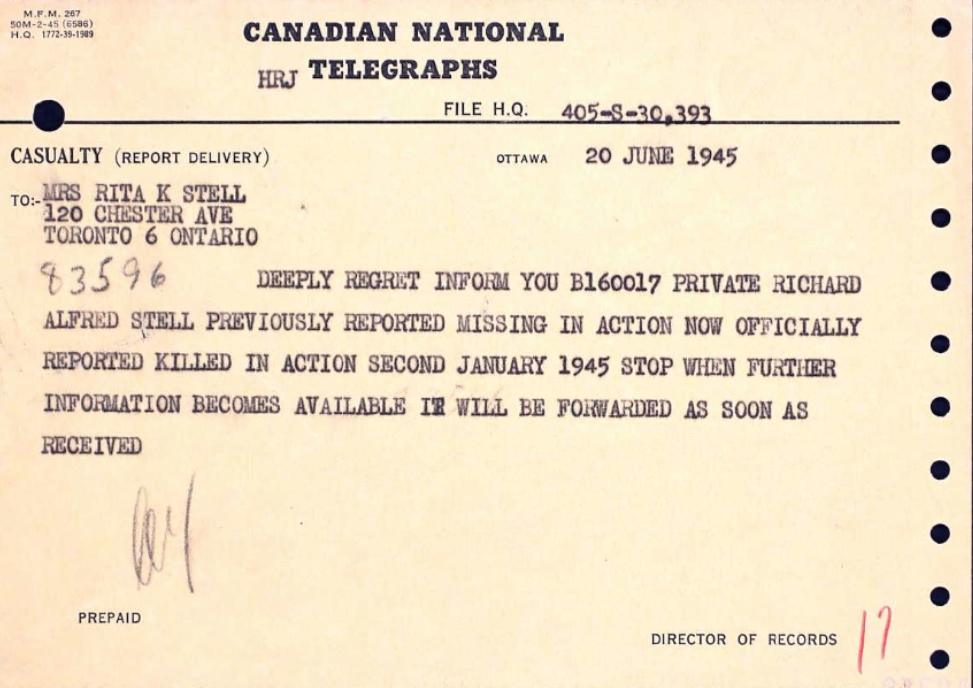 M.F.M. 267
50M-2-45 (6586)
H.Q. 1772-39-1989
CANADIAN NATIONAL
HRJ TELEGRAPHS
FILE H.Q. 405-S-30,393
CASUALTY (REPORT DELIVERY) OTTAWA 20 JUNE 1945
TO:- MRS RITA K STELL
120 CHESTER AVE
TORONTO 6 ONTARIO
83596 DEEPLY REGRET INFORM YOU B160017 PRIVATE RICHARD
ALFRED STELL PREVIOUSLY REPORTED MISSING IN ACTION NOW OFFICIALLY
REPORTED KILLED IN ACTION SECOND JANUARY 1945 STOP WHEN FURTHER
INFORMATION BECOMES AVAILABLE IT WILL BE FORWARDED AS SOON AS
RECEIVED
PREPAID
DIRECTOR OF RECORDS 17